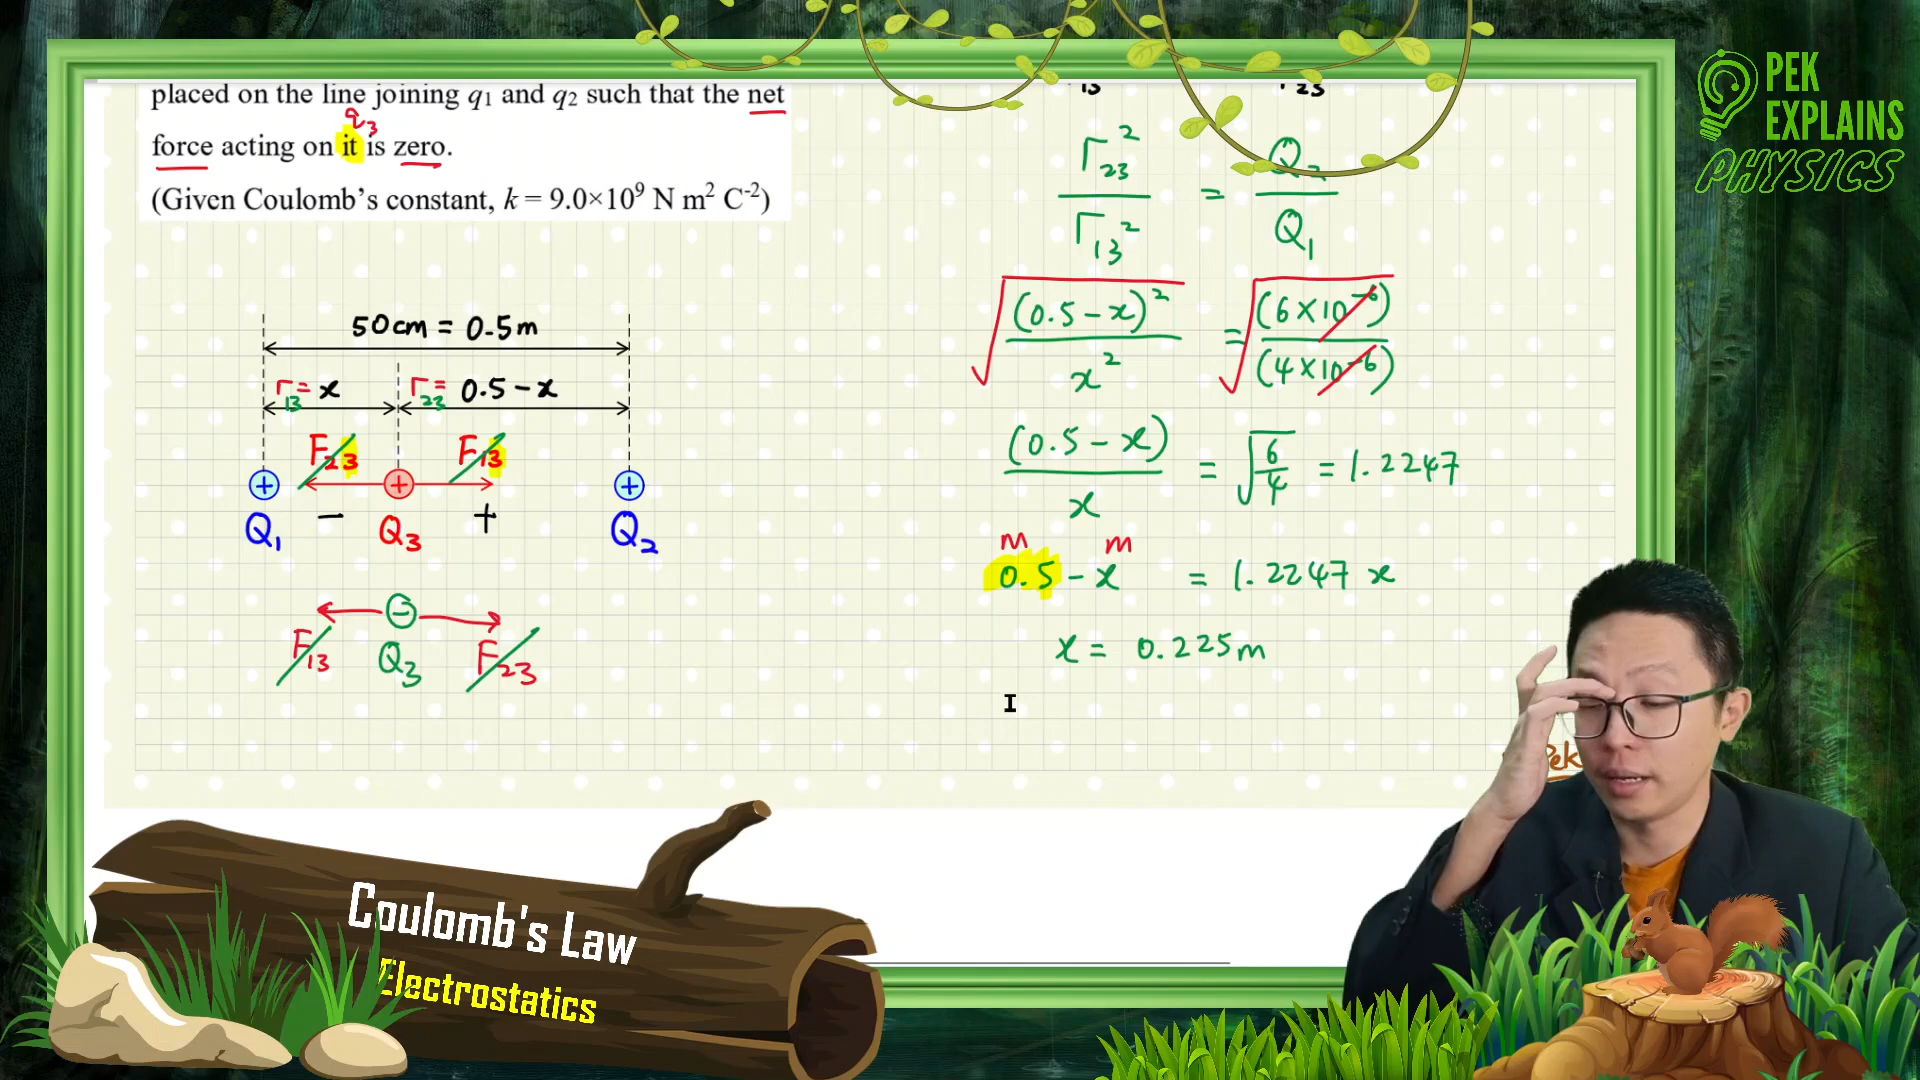 placed on the line joining q1 and q2 such that the net
q3
force acting on it is zero.
(Given Coulomb's constant, k = 9.0×10⁹ N m² C⁻²)
50cm = 0.5m
r13 = x
r23 = 0.5 - x
F23
F13
+ + +
Q1 - Q3 + Q2
-
F13 Q3 F23
13 23
r23² / r13² = Q2 / Q1
√((0.5 - x)² / x²) = √((6×10⁻⁶) / (4×10⁻⁶))
(0.5 - x) / x = √(6/4) = 1.2247
m m
0.5 - x = 1.2247 x
x = 0.225m
Pek
PEK
EXPLAINS
PHYSICS
Coulomb's Law
Electrostatics